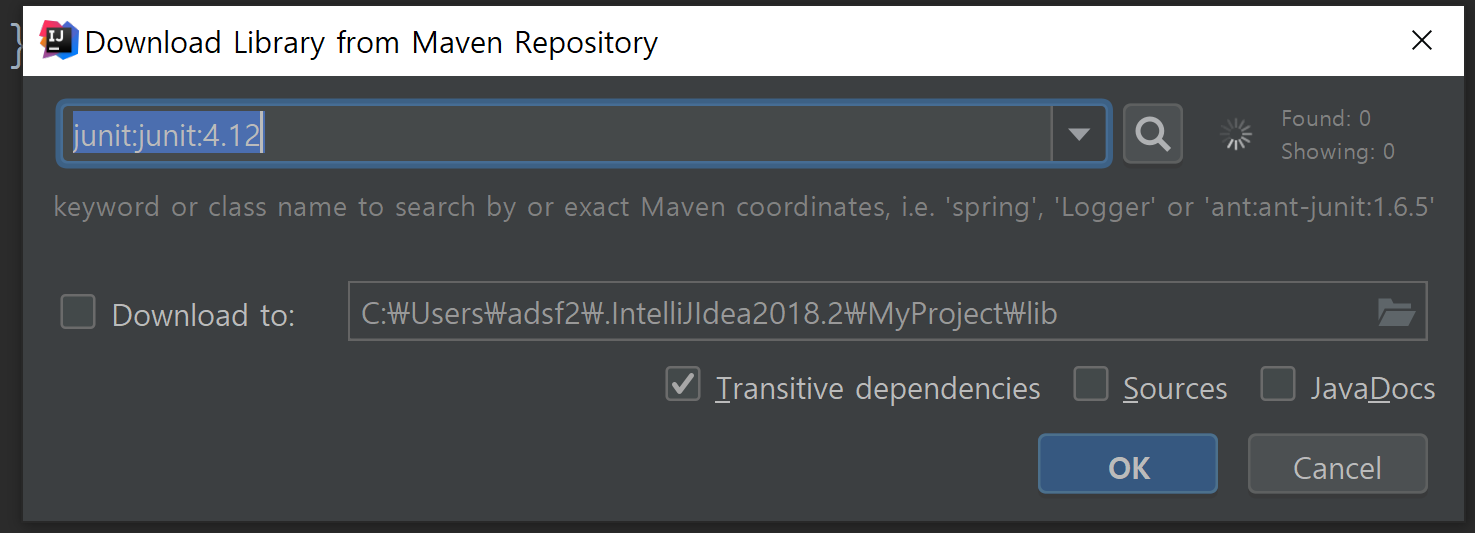 }
IJ
Download Library from Maven Repository
junit:junit:4.12
Found: 0
Showing: 0
keyword or class name to search by or exact Maven coordinates, i.e. 'spring', 'Logger' or 'ant:ant-junit:1.6.5'
Download to:
C:₩Users₩adsf2₩.IntelliJIdea2018.2₩MyProject₩lib
Transitive dependencies
Sources
JavaDocs
OK
Cancel